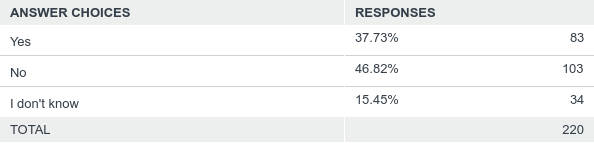 ANSWER CHOICES RESPONSES
Yes 37.73% 83
No 46.82% 103
I don't know 15.45% 34
TOTAL 220